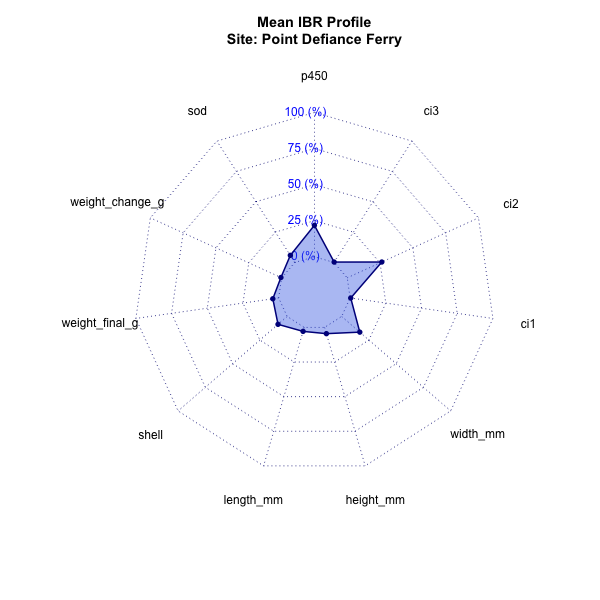 Mean IBR Profile
Site: Point Defiance Ferry
p450
sod
ci3
100 (%)
75 (%)
50 (%)
25 (%)
0 (%)
weight_change_g
ci2
weight_final_g
ci1
shell
width_mm
length_mm
height_mm